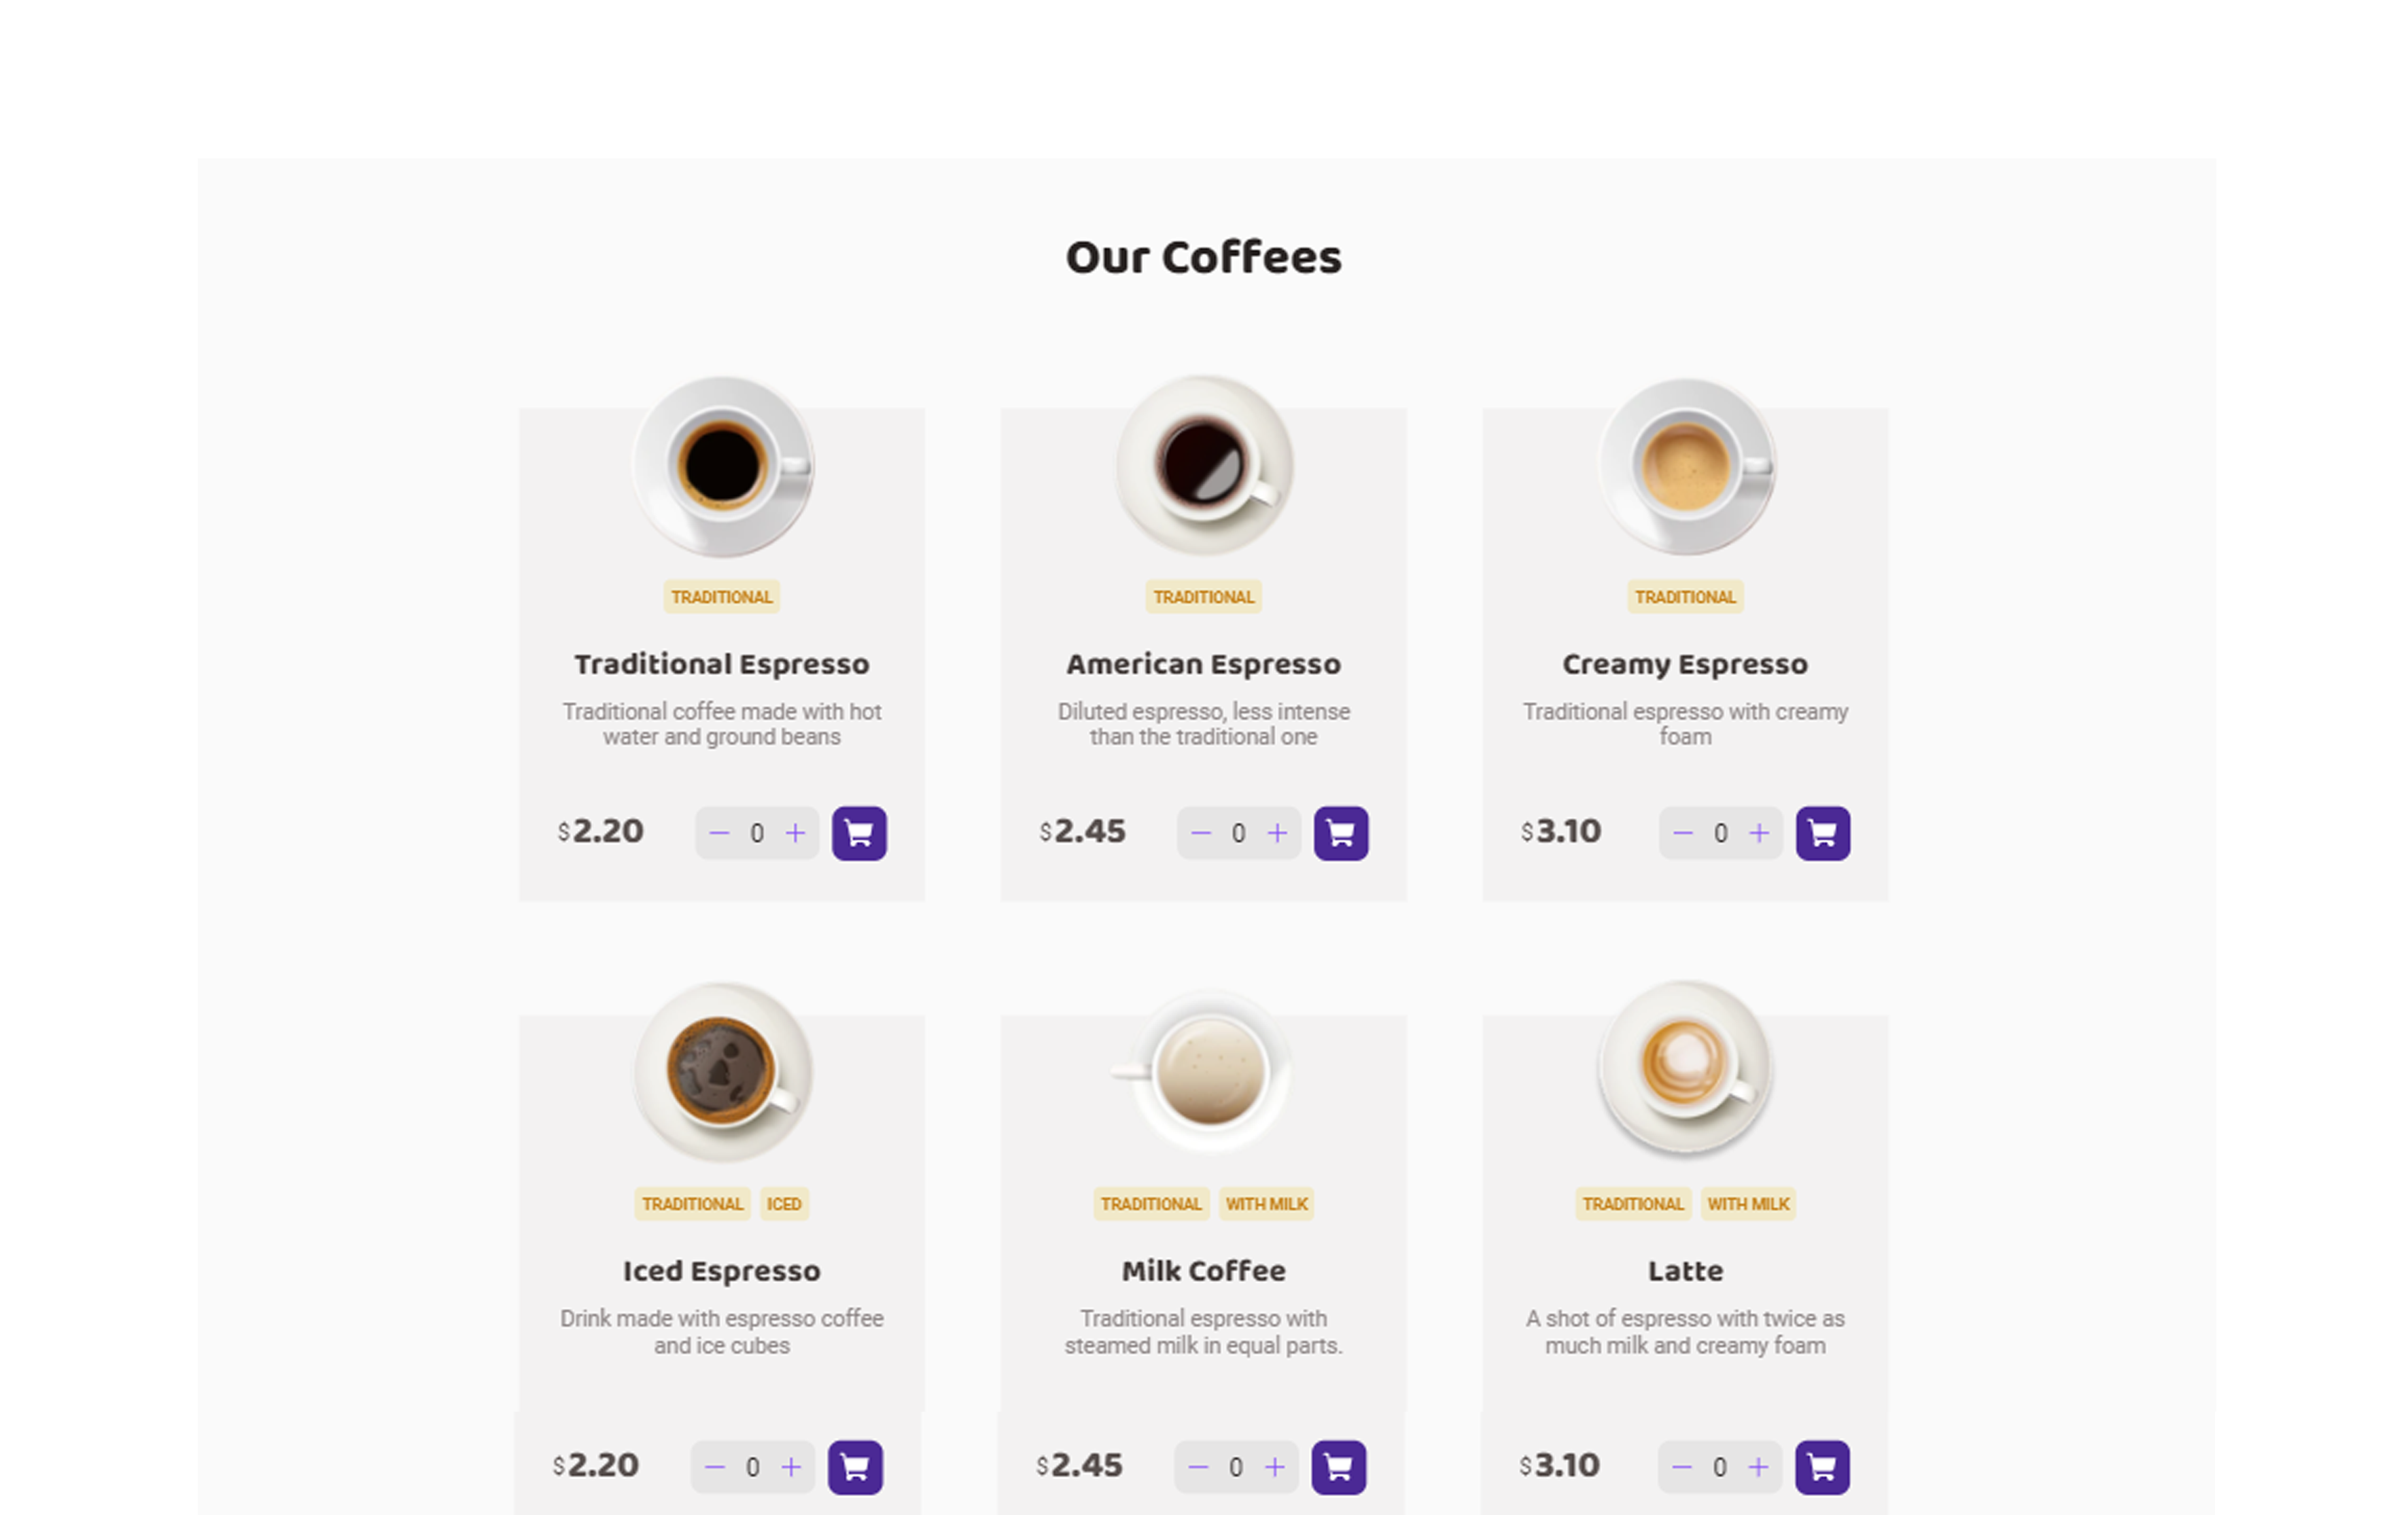 Our Coffees
TRADITIONAL
Traditional Espresso
Traditional coffee made with hot
water and ground beans
$2.20
— 0 +
TRADITIONAL
American Espresso
Diluted espresso, less intense
than the traditional one
$2.45
— 0 +
TRADITIONAL
Creamy Espresso
Traditional espresso with creamy
foam
$3.10
— 0 +
TRADITIONAL ICED
Iced Espresso
Drink made with espresso coffee
and ice cubes
$2.20
— 0 +
TRADITIONAL WITH MILK
Milk Coffee
Traditional espresso with
steamed milk in equal parts.
$2.45
— 0 +
TRADITIONAL WITH MILK
Latte
A shot of espresso with twice as
much milk and creamy foam
$3.10
— 0 +